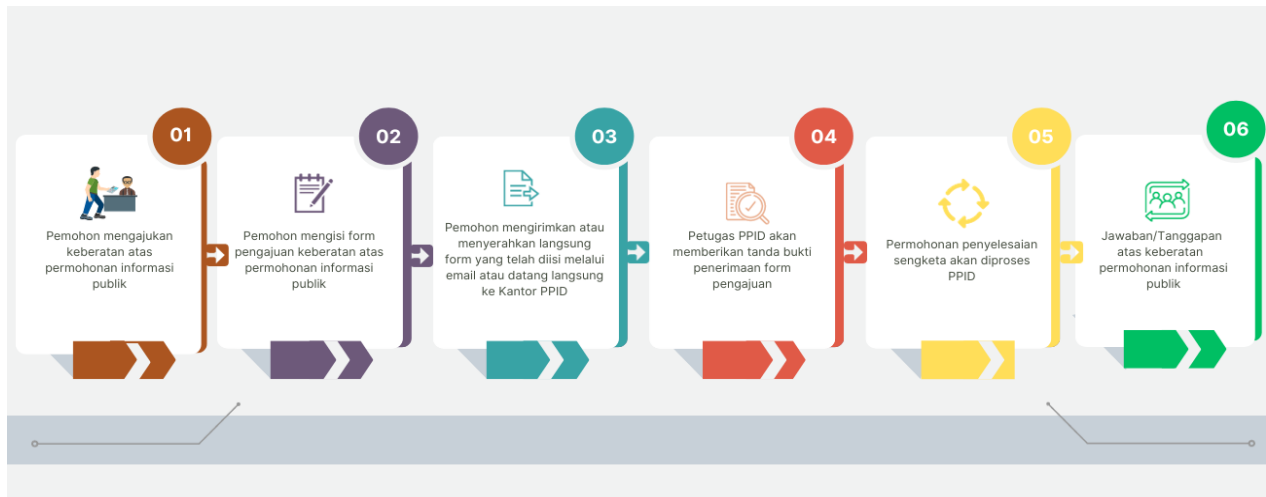 01
Pemohon mengajukan
keberatan atas
permohonan informasi
publik
02
Pemohon mengisi form
pengajuan keberatan atas
permohonan informasi
publik
03
Pemohon mengirimkan atau
menyerahkan langsung
form yang telah diisi melalui
email atau datang langsung
ke Kantor PPID
04
Petugas PPID akan
memberikan tanda bukti
penerimaan form
pengajuan
05
Permohonan penyelesaian
sengketa akan diproses
PPID
06
Jawaban/Tanggapan
atas keberatan
permohonan informasi
publik